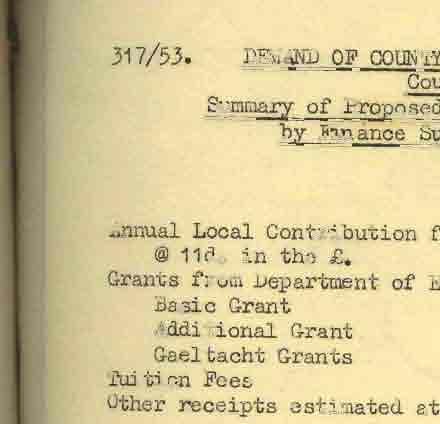 317/53. DEMAND OF COUNTY
Cou
Summary of Proposed
by Finance Su
Annual Local Contribution f
@ 11d. in the £.
Grants from Department of E
Basic Grant
Additional Grant
Gaeltacht Grants
Tuition Fees
Other receipts estimated at